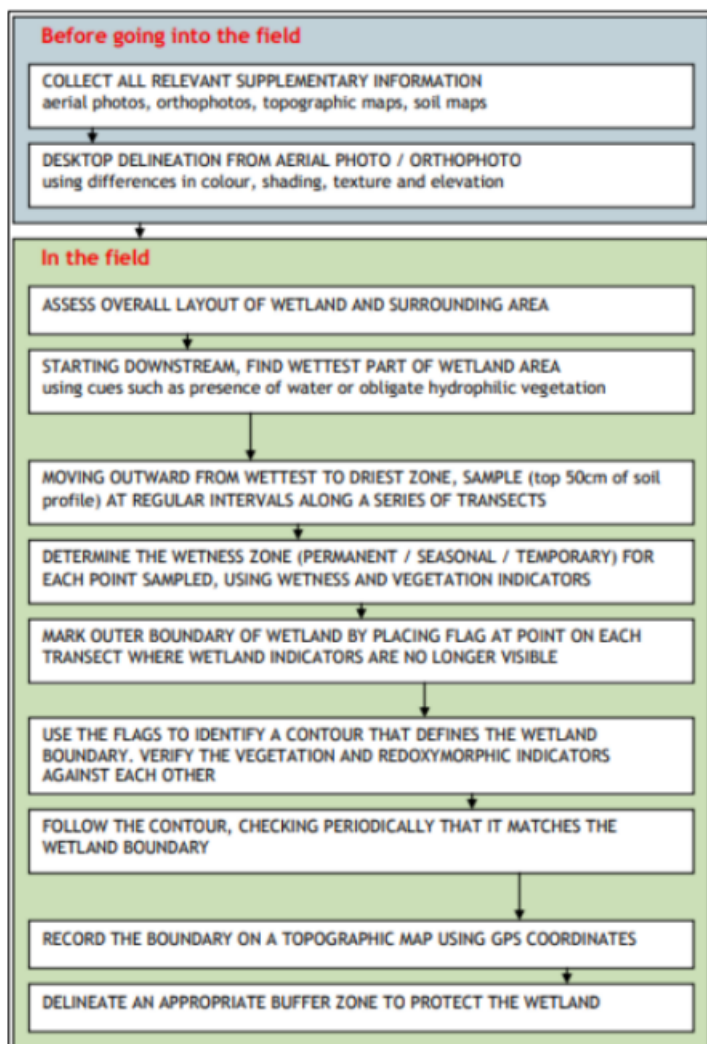 Before going into the field
COLLECT ALL RELEVANT SUPPLEMENTARY INFORMATION
aerial photos, orthophotos, topographic maps, soil maps
DESKTOP DELINEATION FROM AERIAL PHOTO / ORTHOPHOTO
using differences in colour, shading, texture and elevation
In the field
ASSESS OVERALL LAYOUT OF WETLAND AND SURROUNDING AREA
STARTING DOWNSTREAM, FIND WETTEST PART OF WETLAND AREA
using cues such as presence of water or obligate hydrophilic vegetation
MOVING OUTWARD FROM WETTEST TO DRIEST ZONE, SAMPLE (top 50cm of soil
profile) AT REGULAR INTERVALS ALONG A SERIES OF TRANSECTS
DETERMINE THE WETNESS ZONE (PERMANENT / SEASONAL / TEMPORARY) FOR
EACH POINT SAMPLED, USING WETNESS AND VEGETATION INDICATORS
MARK OUTER BOUNDARY OF WETLAND BY PLACING FLAG AT POINT ON EACH
TRANSECT WHERE WETLAND INDICATORS ARE NO LONGER VISIBLE
USE THE FLAGS TO IDENTIFY A CONTOUR THAT DEFINES THE WETLAND
BOUNDARY. VERIFY THE VEGETATION AND REDOXYMORPHIC INDICATORS
AGAINST EACH OTHER
FOLLOW THE CONTOUR, CHECKING PERIODICALLY THAT IT MATCHES THE
WETLAND BOUNDARY
RECORD THE BOUNDARY ON A TOPOGRAPHIC MAP USING GPS COORDINATES
DELINEATE AN APPROPRIATE BUFFER ZONE TO PROTECT THE WETLAND